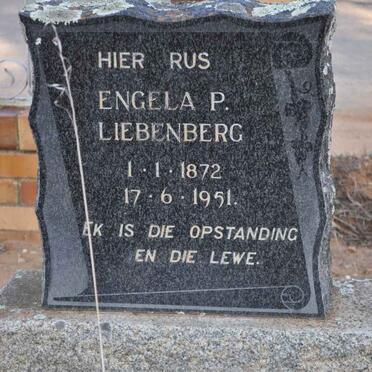 HIER RUS
ENGELA P.
LIEBENBERG
1·1·1872
17·6·1951.
EK IS DIE OPSTANDING
EN DIE LEWE.